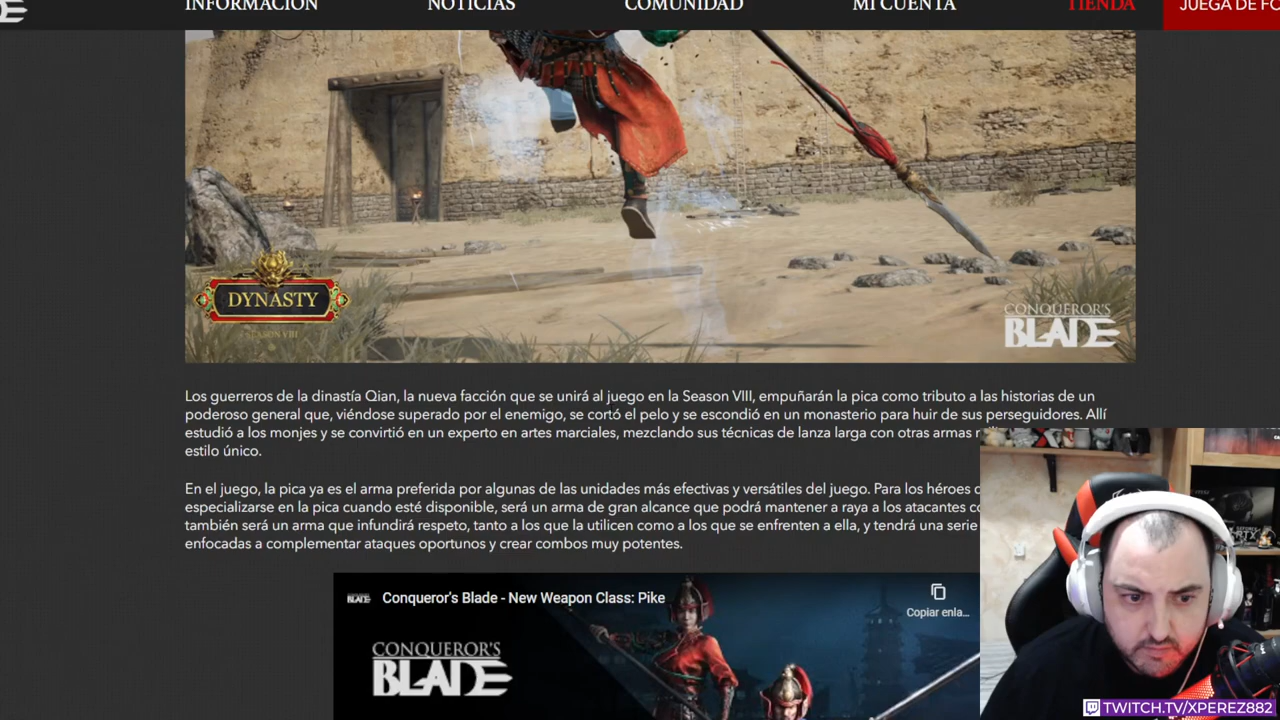 INFORMACIÓN NOTICIAS COMUNIDAD MI CUENTA TIENDA JUEGA DE
DYNASTY
SEASON VIII
CONQUEROR'S
BLADE
Los guerreros de la dinastía Qian, la nueva facción que se unirá al juego en la Season VIII, empuñarán la pica como tributo a las historias de un
poderoso general que, viéndose superado por el enemigo, se cortó el pelo y se escondió en un monasterio para huir de sus perseguidores. Allí
estudió a los monjes y se convirtió en un experto en artes marciales, mezclando sus técnicas de lanza larga con otras armas
estilo único.
En el juego, la pica ya es el arma preferida por algunas de las unidades más efectivas y versátiles del juego. Para los héroes
especializarse en la pica cuando esté disponible, será un arma de gran alcance que podrá mantener a raya a los atacantes
también será un arma que infundirá respeto, tanto a los que la utilicen como a los que se enfrenten a ella, y tendrá una serie
enfocadas a complementar ataques oportunos y crear combos muy potentes.
BLADE Conqueror's Blade - New Weapon Class: Pike
Copiar enla...
CONQUEROR'S
BLADE
TWITCH.TV/XPEREZ882